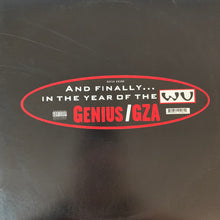 AND FINALLY...
IN THE YEAR OF THE WU
GENIUS/GZA